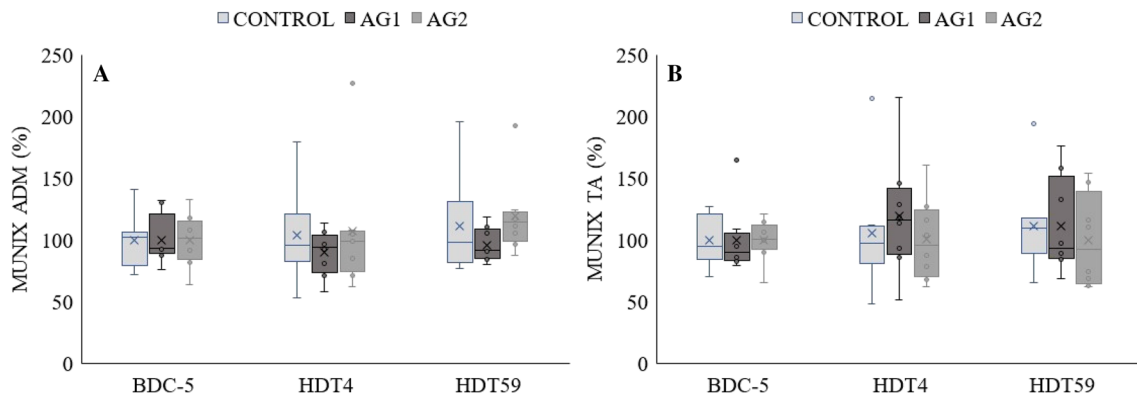 CONTROL AG1 AG2
A
MUNIX ADM (%)
250
200
150
100
50
0
BDC-5 HDT4 HDT59
CONTROL AG1 AG2
B
MUNIX TA (%)
250
200
150
100
50
0
BDC-5 HDT4 HDT59